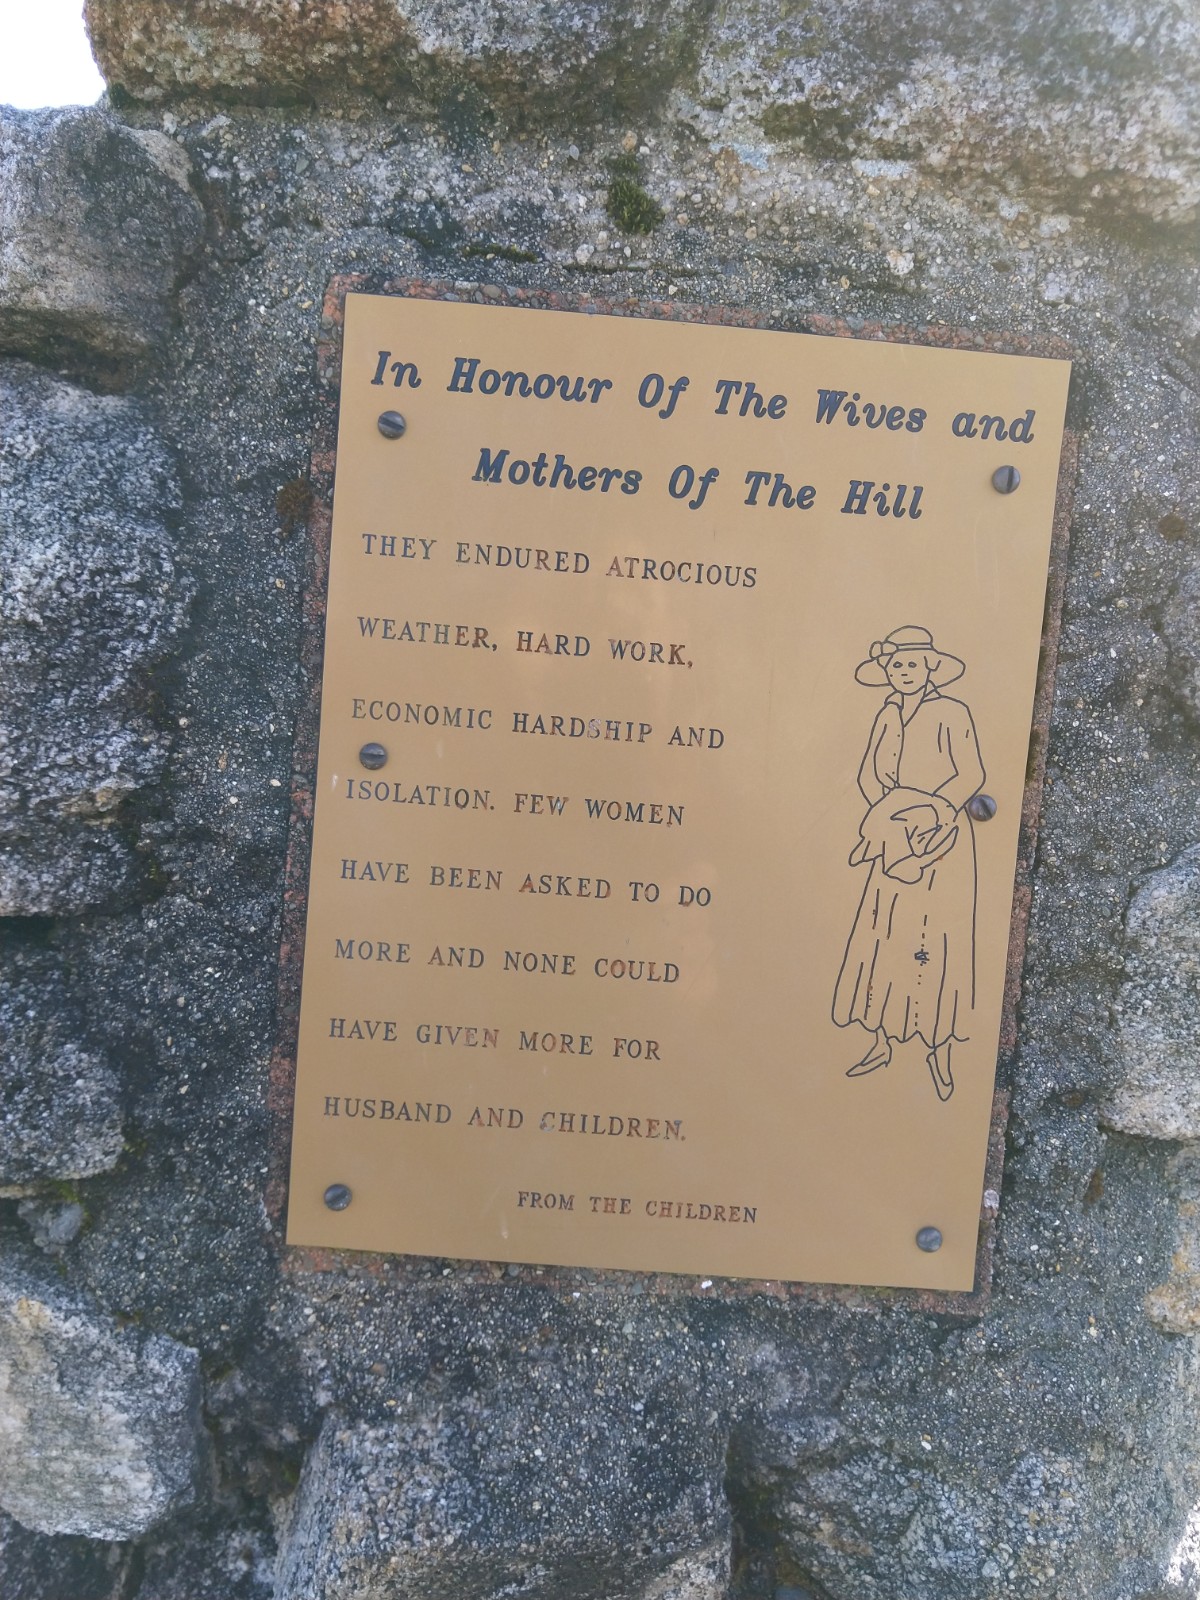 In Honour Of The Wives and
Mothers Of The Hill
THEY ENDURED ATROCIOUS
WEATHER, HARD WORK,
ECONOMIC HARDSHIP AND
ISOLATION. FEW WOMEN
HAVE BEEN ASKED TO DO
MORE AND NONE COULD
HAVE GIVEN MORE FOR
HUSBAND AND CHILDREN.
FROM THE CHILDREN